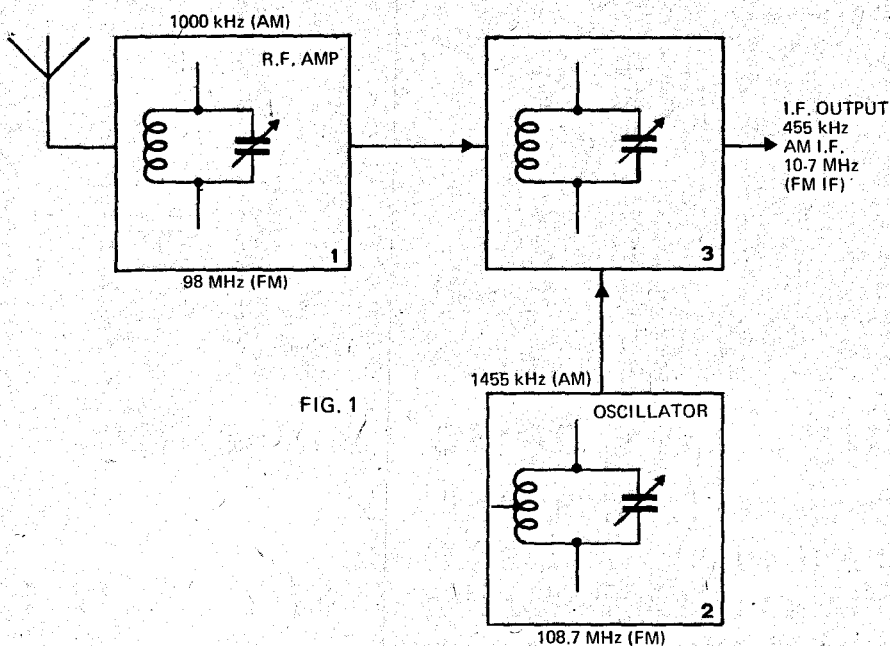 1000 kHz (AM)
R.F. AMP
1
98 MHz (FM)
3
I.F. OUTPUT
455 kHz
AM I.F.
10·7 MHz
(FM IF)
1455 kHz (AM)
FIG. 1
OSCILLATOR
2
108.7 MHz (FM)